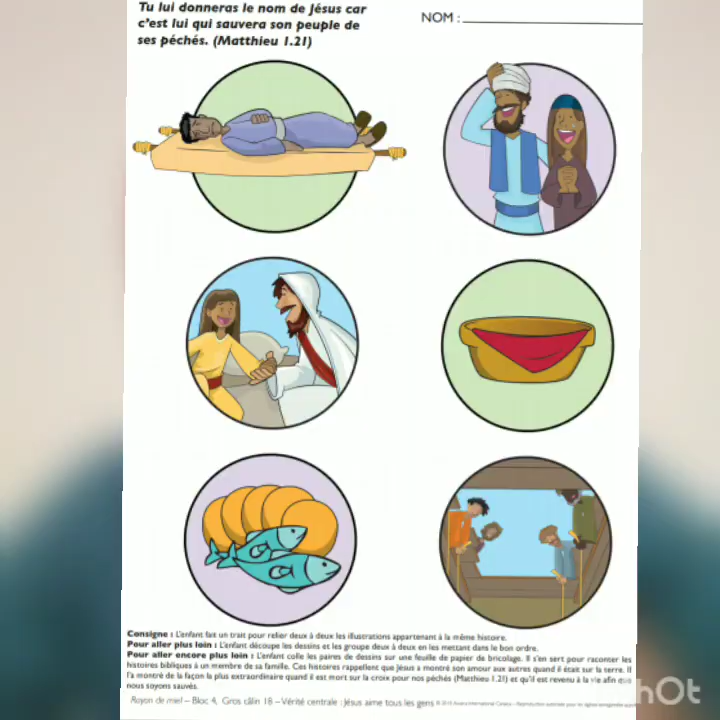 Tu lui donneras le nom de Jésus car
c'est lui qui sauvera son peuple de
ses péchés. (Matthieu 1.21)
NOM :
Consigne : L'enfant fait un trait pour relier deux à deux les illustrations appartenant à la même histoire.
Pour aller plus loin : L'enfant découpe les dessins et les groupe deux à deux en les mettant dans le bon ordre.
Pour aller encore plus loin : L'enfant colle les paires de dessins sur une feuille de papier de bricolage. Il s'en sert pour raconter les
histoires bibliques à un membre de sa famille. Ces histoires rappellent que Jésus a montré son amour aux autres quand il était sur la terre. Il
l'a montré de la façon la plus extraordinaire quand il est mort sur la croix pour nos péchés (Matthieu 1.21) et qu'il est revenu à la vie afin que
nous soyons sauvés.
Rayon de miel – Bloc 4, Gros câlin 18 – Vérité centrale : Jésus aime tous les gens